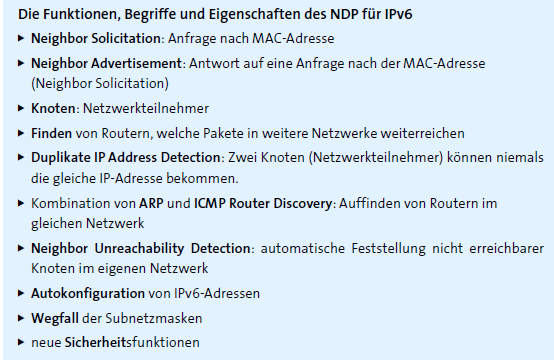 Die Funktionen, Begriffe und Eigenschaften des NDP für IPv6
▸ Neighbor Solicitation: Anfrage nach MAC-Adresse
▸ Neighbor Advertisement: Antwort auf eine Anfrage nach der MAC-Adresse
(Neighbor Solicitation)
▸ Knoten: Netzwerkteilnehmer
▸ Finden von Routern, welche Pakete in weitere Netzwerke weiterreichen
▸ Duplikate IP Address Detection: Zwei Knoten (Netzwerkteilnehmer) können niemals
die gleiche IP-Adresse bekommen.
▸ Kombination von ARP und ICMP Router Discovery: Auffinden von Routern im
gleichen Netzwerk
▸ Neighbor Unreachability Detection: automatische Feststellung nicht erreichbarer
Knoten im eigenen Netzwerk
▸ Autokonfiguration von IPv6-Adressen
▸ Wegfall der Subnetzmasken
▸ neue Sicherheitsfunktionen